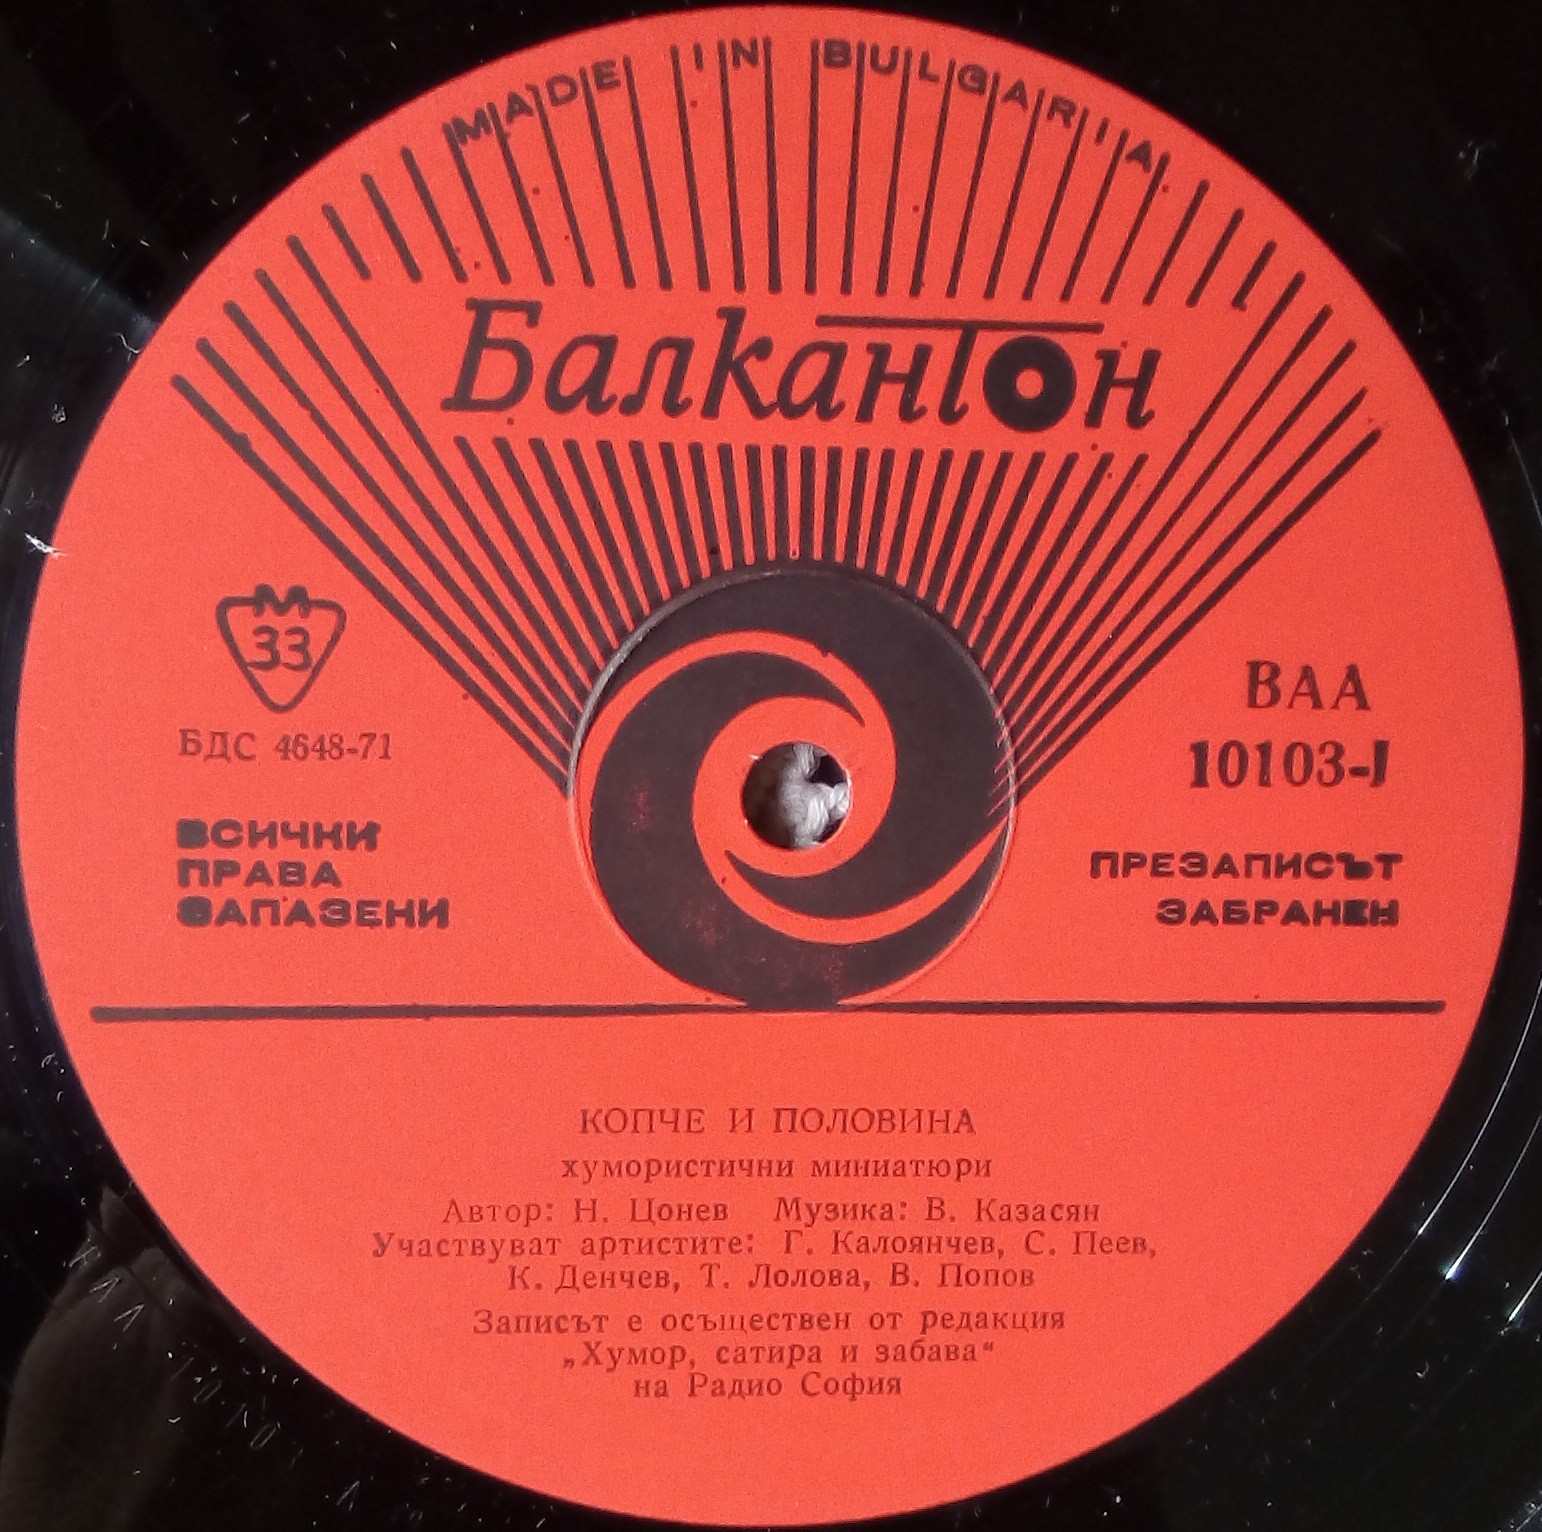 MADE IN BULGARIA
Балкантон
М
33
БДС 4648-71
ВСИЧНИ
ПРАВА
ЗАПАЗЕНИ
ВАА
10103-I
ПРЕЗАПИСЪТ
ЗАБРАНЕН
КОПЧЕ И ПОЛОВИНА
хумористични миниатюри
Автор: Н. Цонев Музика: В. Казасян
Участвуват артистите: Г. Калоянчев, С. Пеев,
К. Денчев, Т. Лолова, В. Попов
Записът е осъществен от редакция
„Хумор, сатира и забава“
на Радио София